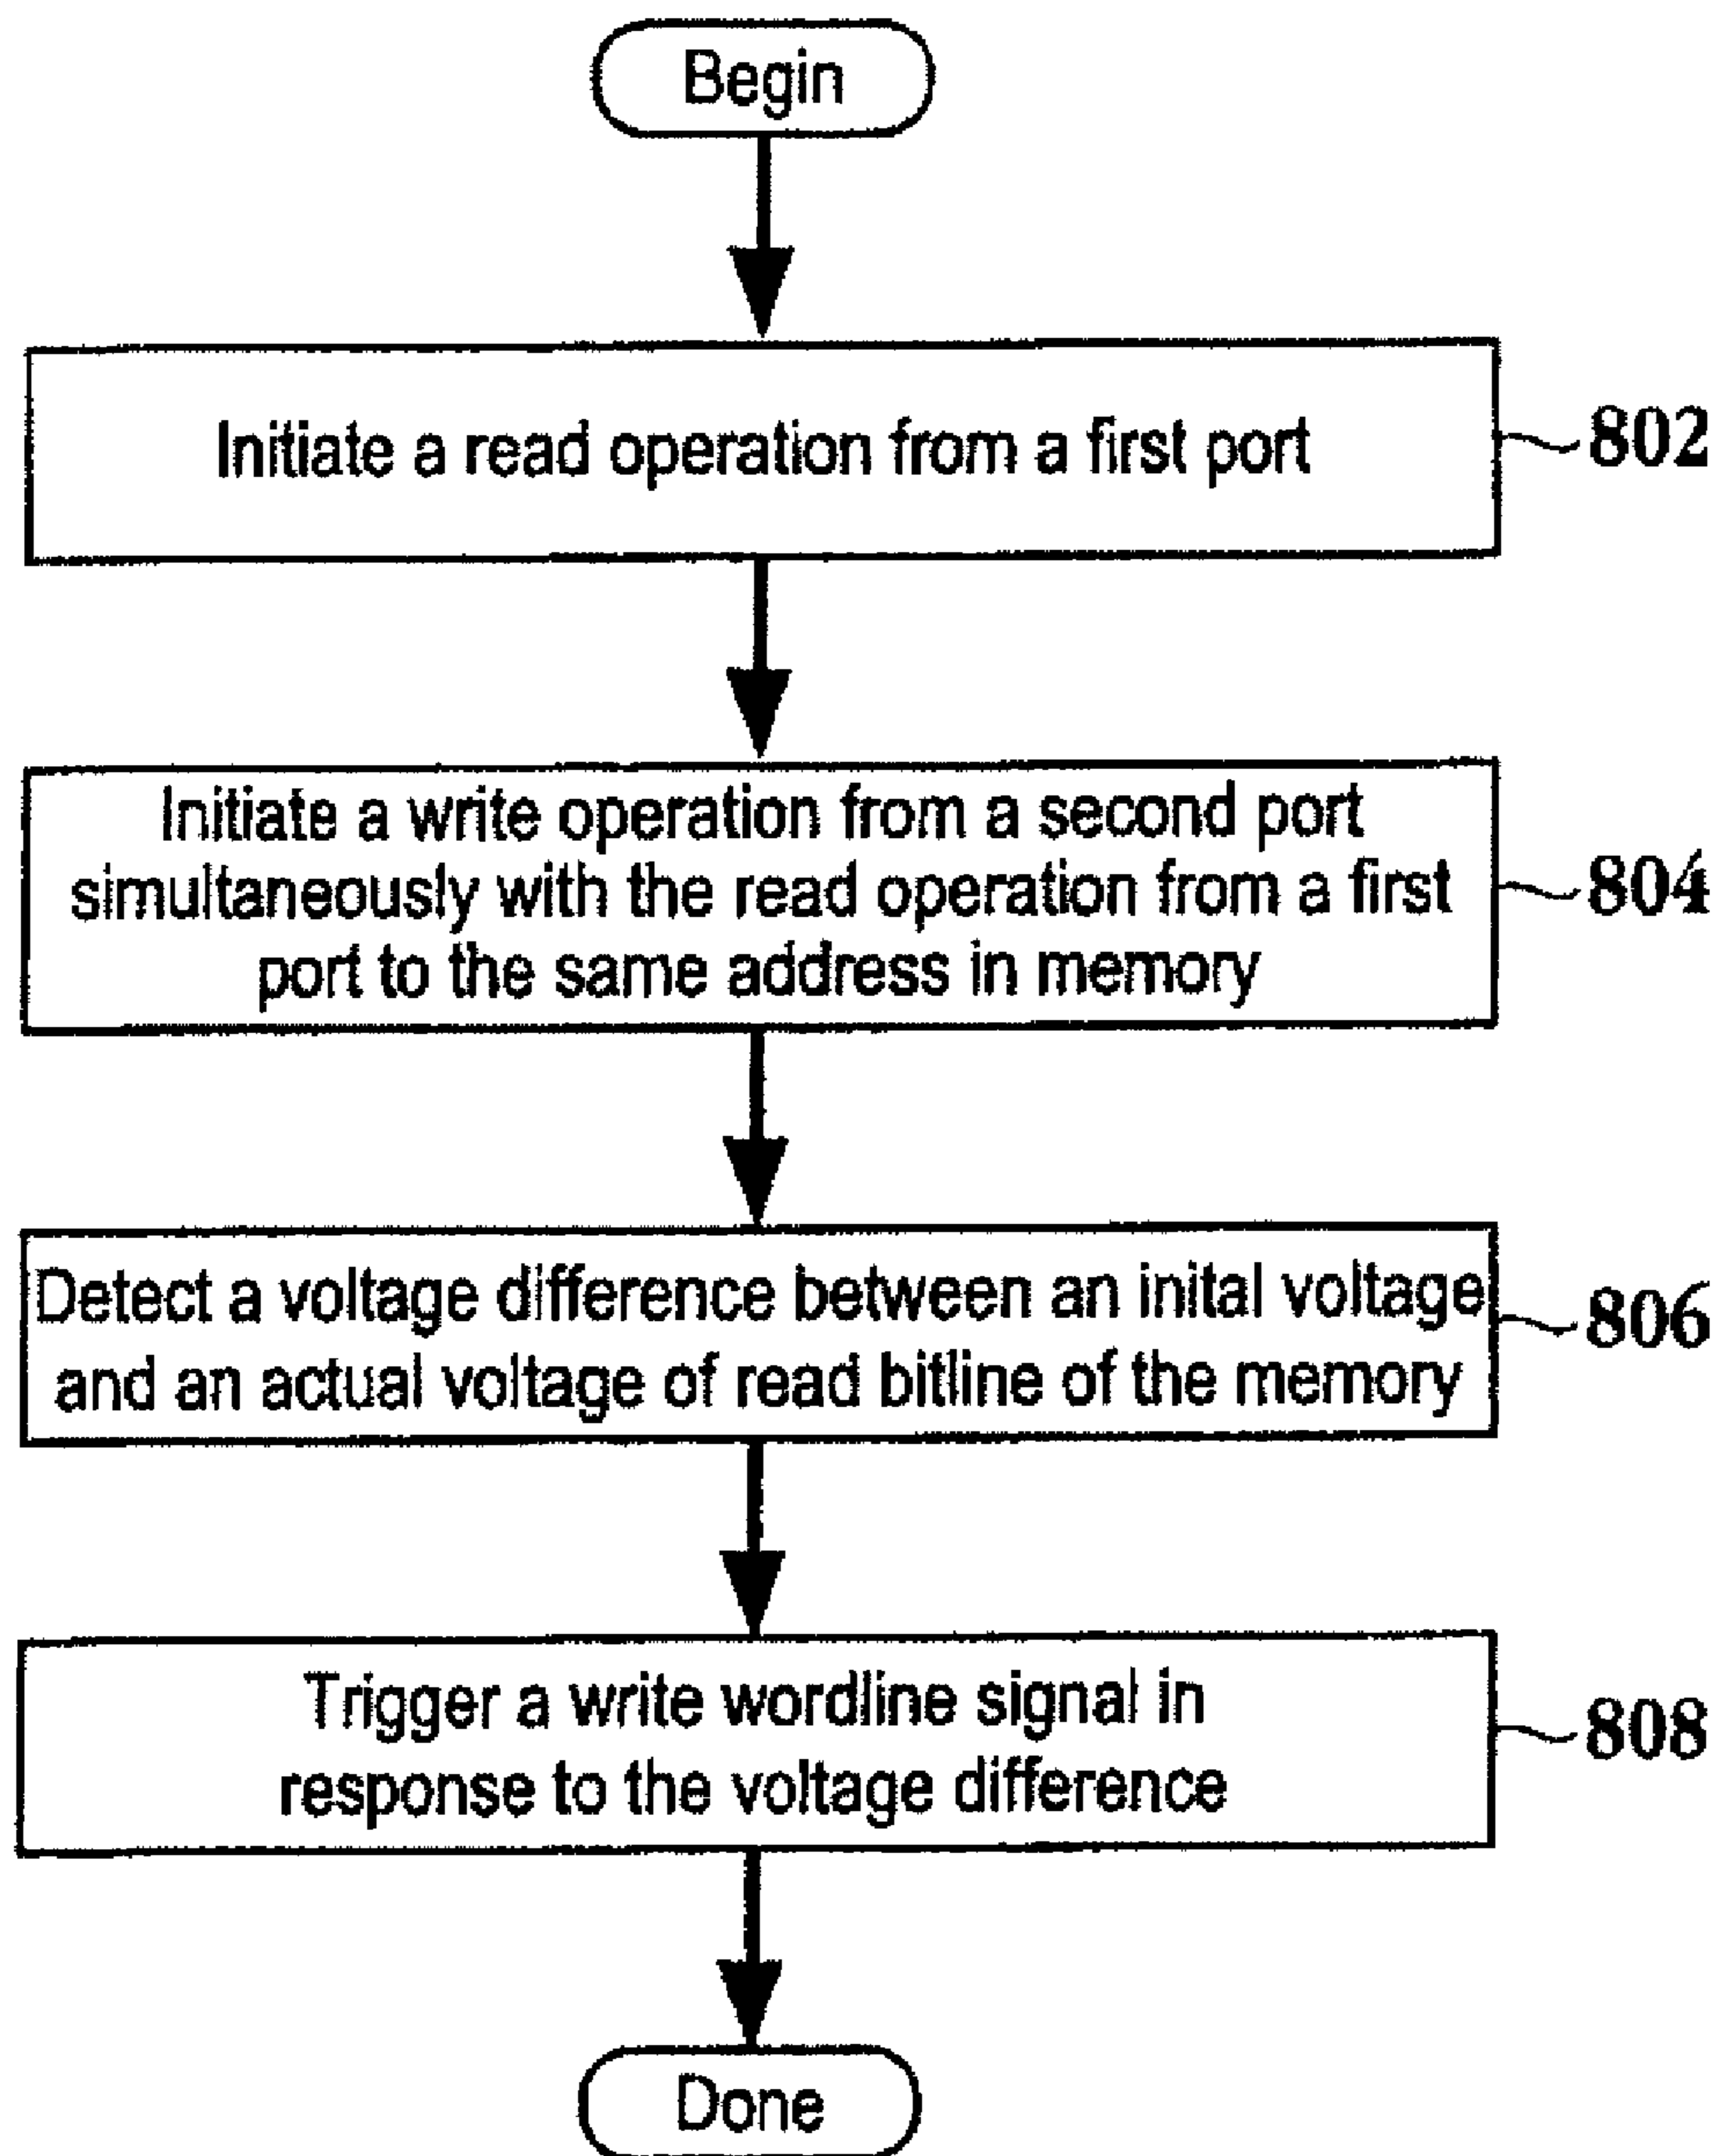 Begin
Initiate a read operation from a first port
802
Initiate a write operation from a second port
simultaneously with the read operation from a first
port to the same address in memory
804
Detect a voltage difference between an inital voltage
and an actual voltage of read bitline of the memory
806
Trigger a write wordline signal in
response to the voltage difference
808
Done